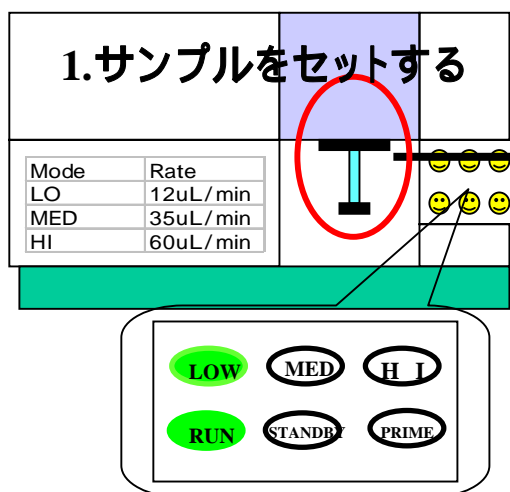 1.サンプルをセットする
Mode Rate
LO 12uL/min
MED 35uL/min
HI 60uL/min
LOW MED H I
RUN STANDBY PRIME